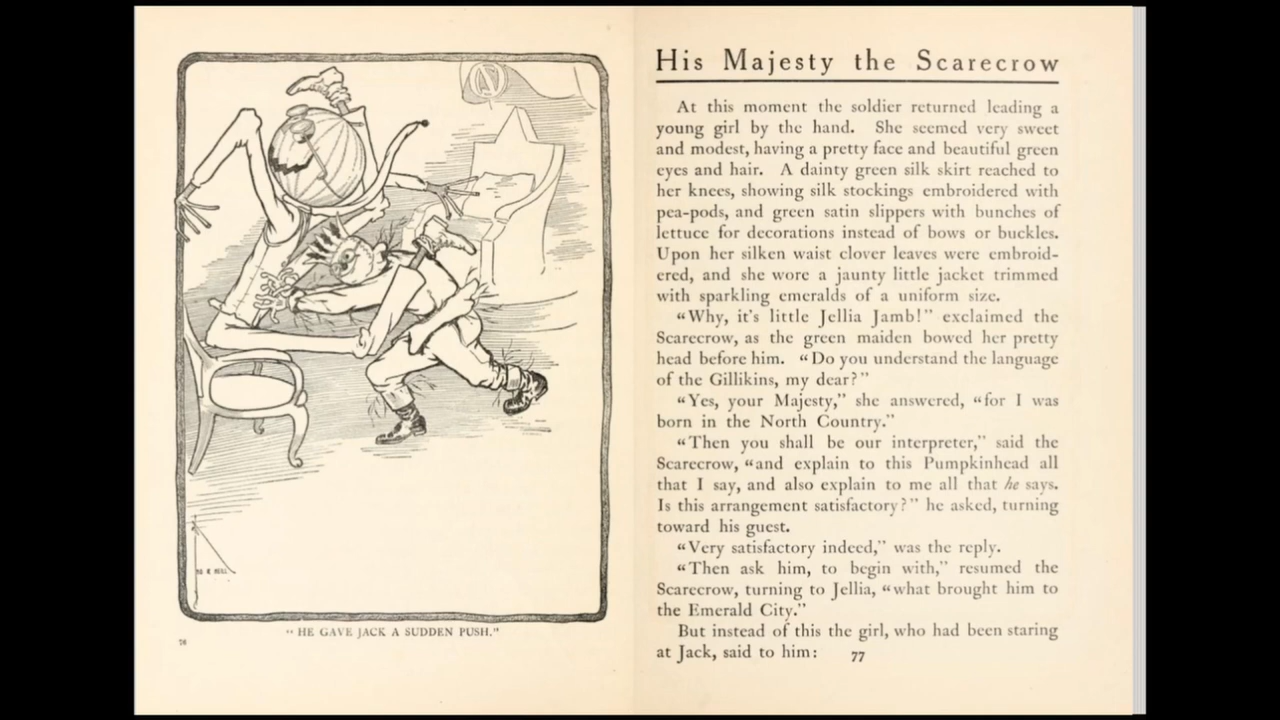 "HE GAVE JACK A SUDDEN PUSH."
76
His Majesty the Scarecrow
At this moment the soldier returned leading a
young girl by the hand. She seemed very sweet
and modest, having a pretty face and beautiful green
eyes and hair. A dainty green silk skirt reached to
her knees, showing silk stockings embroidered with
pea-pods, and green satin slippers with bunches of
lettuce for decorations instead of bows or buckles.
Upon her silken waist clover leaves were embroid-
ered, and she wore a jaunty little jacket trimmed
with sparkling emeralds of a uniform size.
"Why, it's little Jellia Jamb!" exclaimed the
Scarecrow, as the green maiden bowed her pretty
head before him. "Do you understand the language
of the Gillikins, my dear?"
"Yes, your Majesty," she answered, "for I was
born in the North Country."
"Then you shall be our interpreter," said the
Scarecrow, "and explain to this Pumpkinhead all
that I say, and also explain to me all that he says.
Is this arrangement satisfactory?" he asked, turning
toward his guest.
"Very satisfactory indeed," was the reply.
"Then ask him, to begin with," resumed the
Scarecrow, turning to Jellia, "what brought him to
the Emerald City."
But instead of this the girl, who had been staring
at Jack, said to him:
77